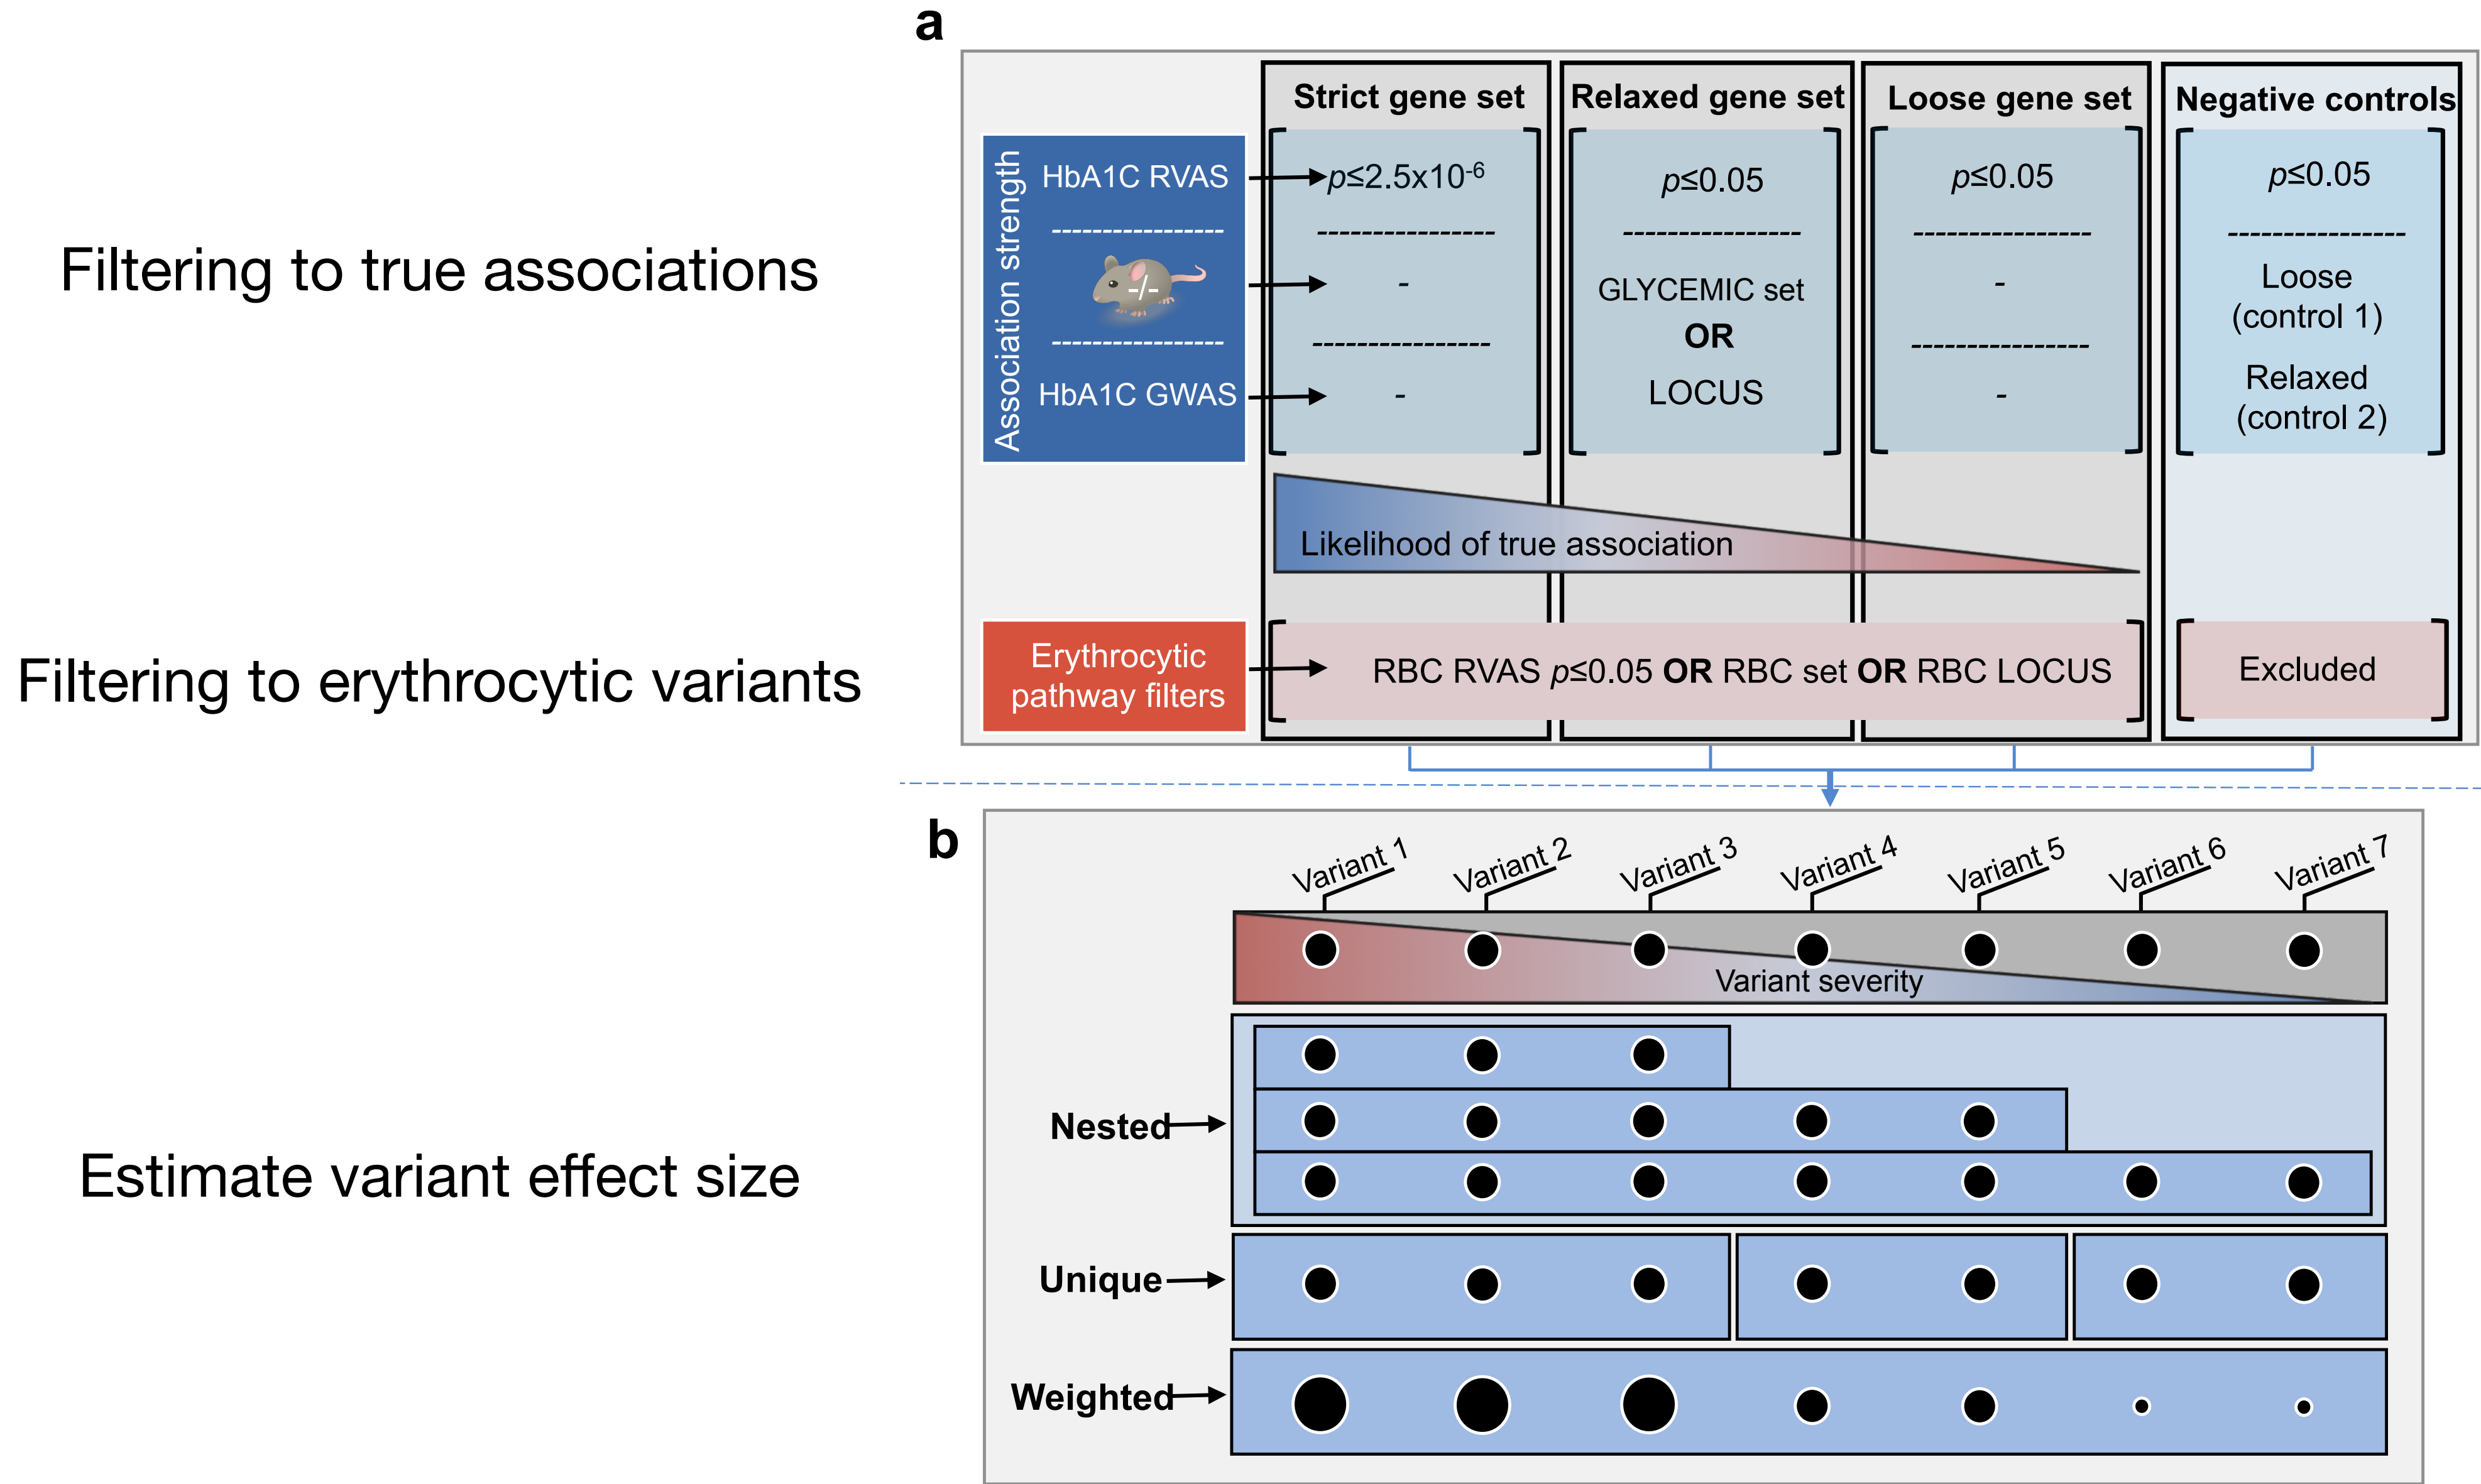 a
Strict gene set
Relaxed gene set
Loose gene set
Negative controls
Association strength
HbA1C RVAS
p≤2.5x10⁻⁶
p≤0.05
p≤0.05
p≤0.05
----------------
----------------
----------------
----------------
----------------
Filtering to true associations
-/-
-
GLYCEMIC set
OR
-
Loose
(control 1)
----------------
----------------
----------------
HbA1C GWAS
-
LOCUS
-
Relaxed
(control 2)
Likelihood of true association
Filtering to erythrocytic variants
Erythrocytic
pathway filters
RBC RVAS p≤0.05 OR RBC set OR RBC LOCUS
Excluded
b
Variant 1
Variant 2
Variant 3
Variant 4
Variant 5
Variant 6
Variant 7
Variant severity
Estimate variant effect size
Nested
Unique
Weighted